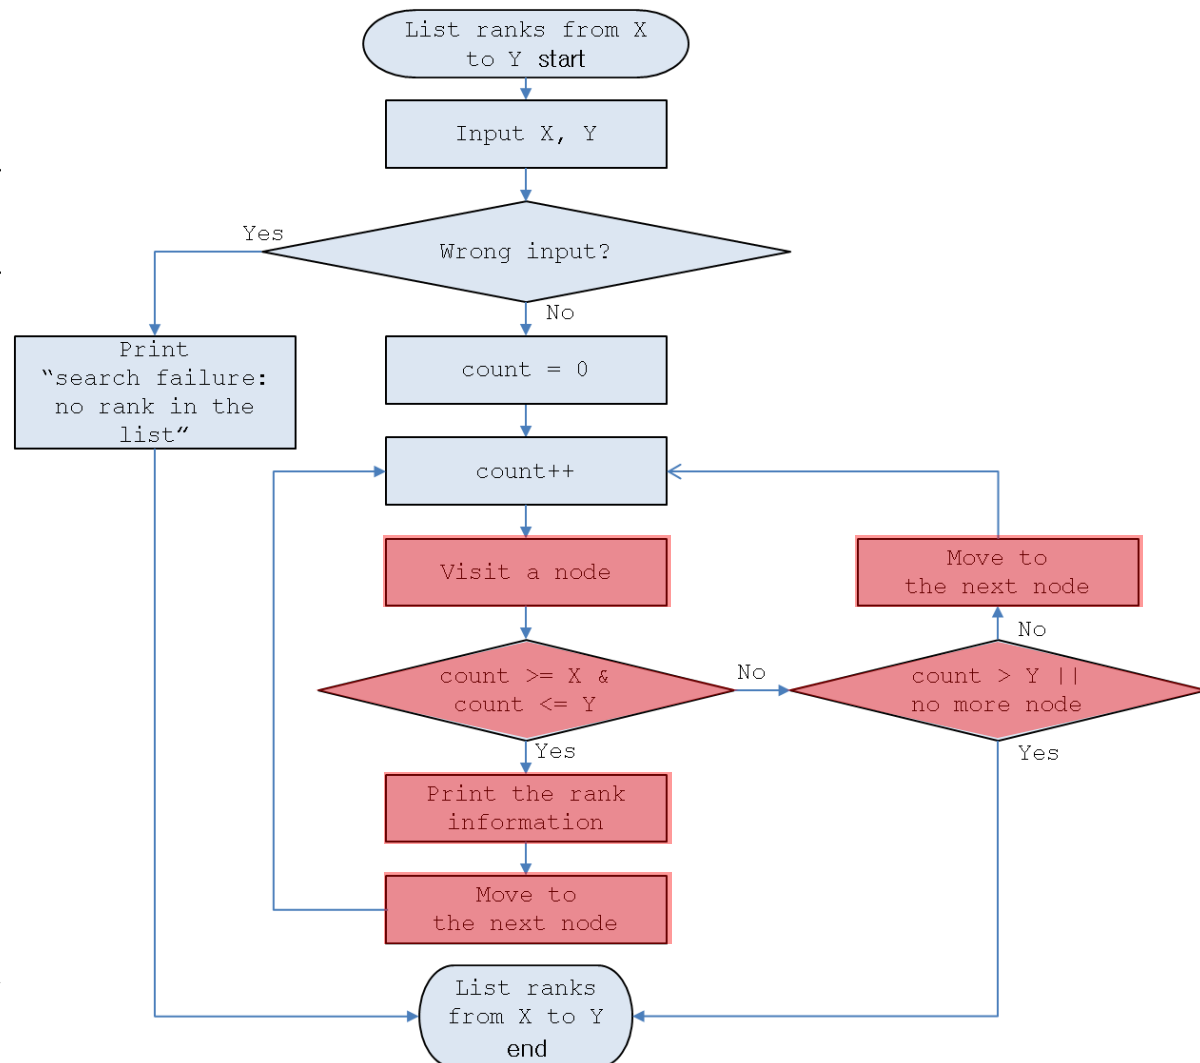 List ranks from X
to Y start
Input X, Y
Yes
Wrong input?
No
Print
“search failure:
no rank in the
list”
count = 0
count++
Visit a node
Move to
the next node
No
count >= X &
count <= Y
No
count > Y ||
no more node
Yes
Yes
Print the rank
information
Move to
the next node
List ranks
from X to Y
end